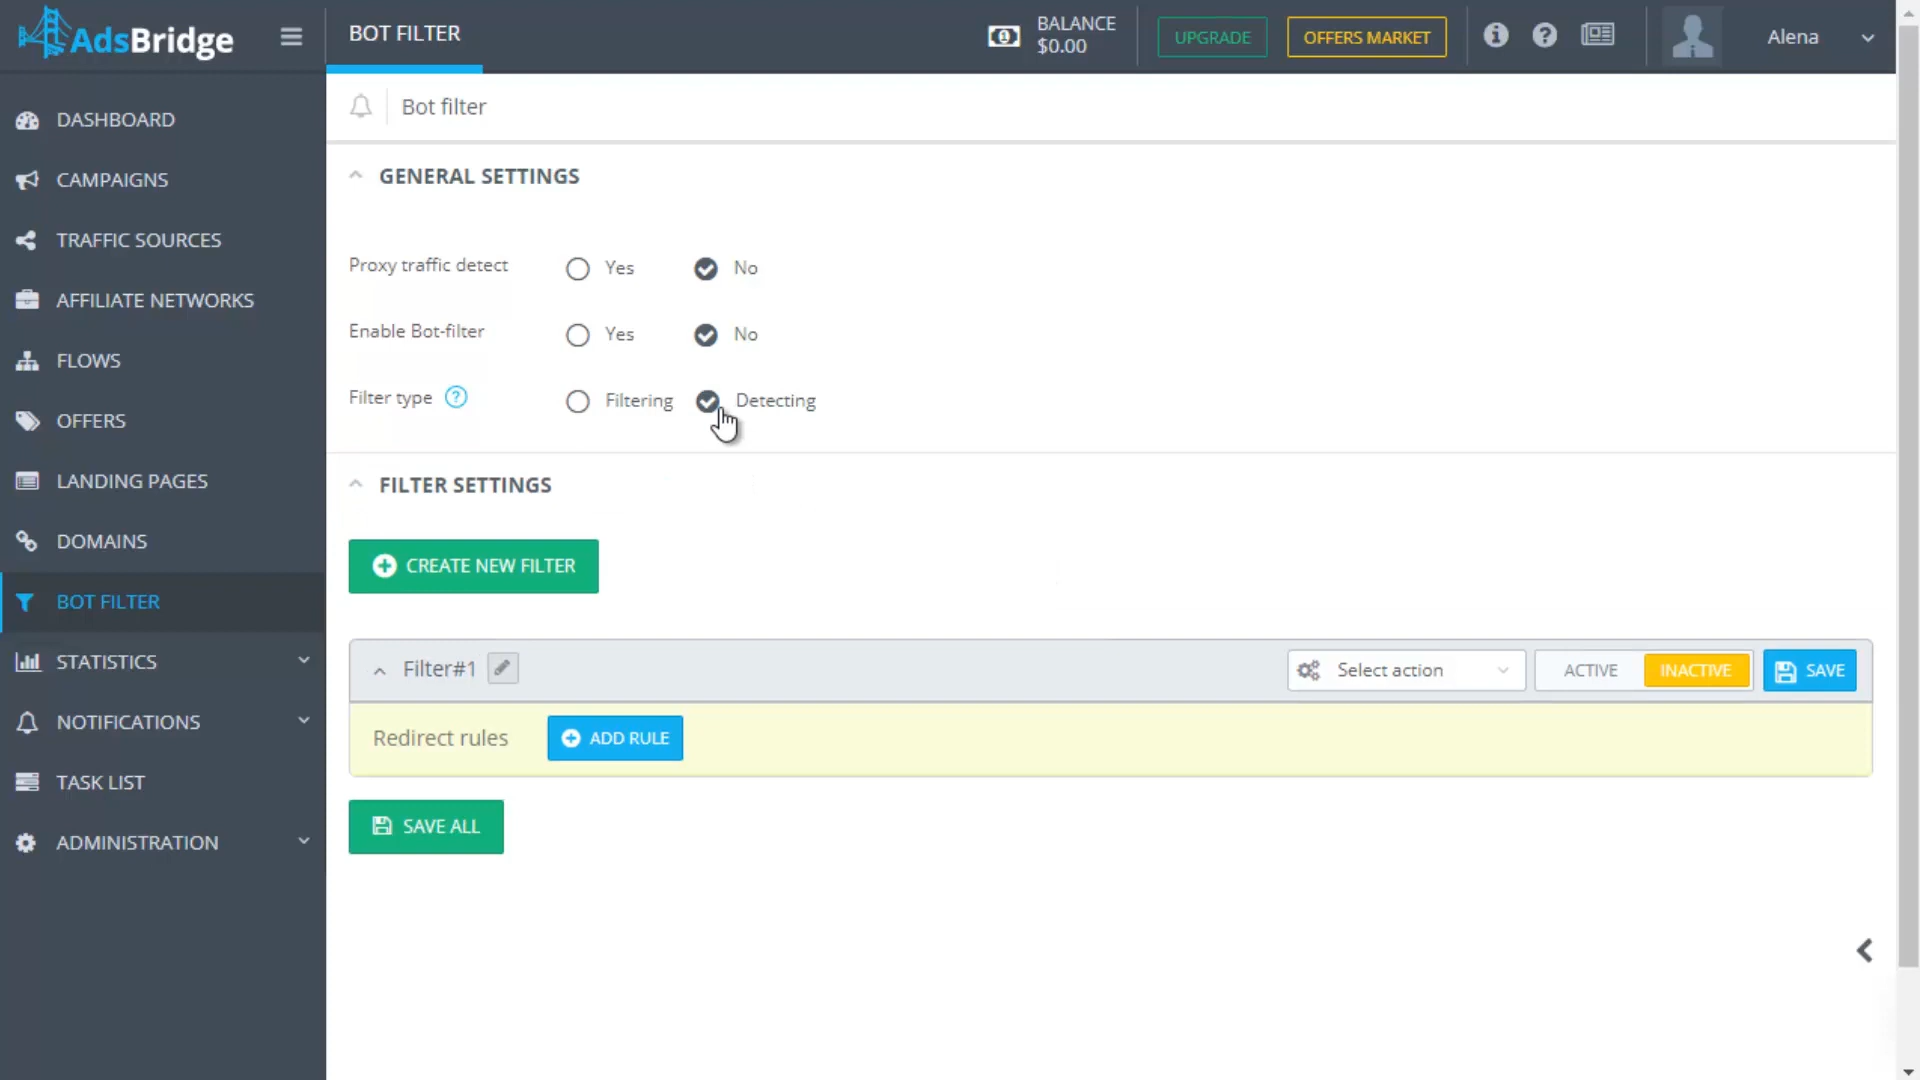 AdsBridge
BOT FILTER
BALANCE
$0.00
UPGRADE
OFFERS MARKET
Alena
DASHBOARD
CAMPAIGNS
TRAFFIC SOURCES
AFFILIATE NETWORKS
FLOWS
OFFERS
LANDING PAGES
DOMAINS
BOT FILTER
STATISTICS
NOTIFICATIONS
TASK LIST
ADMINISTRATION
Bot filter
GENERAL SETTINGS
Proxy traffic detect Yes No
Enable Bot-filter Yes No
Filter type ? Filtering Detecting
FILTER SETTINGS
CREATE NEW FILTER
Filter#1 Select action ACTIVE INACTIVE SAVE
Redirect rules ADD RULE
SAVE ALL